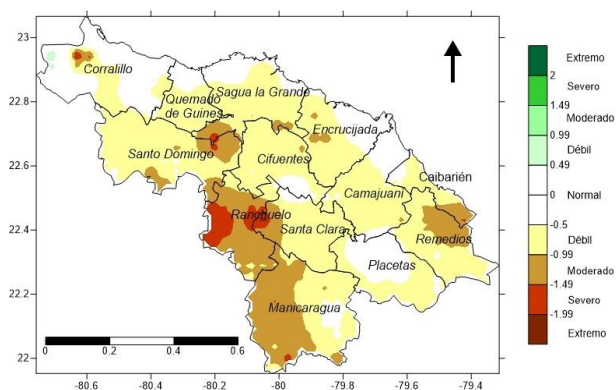 23
22.8
22.6
22.4
22.2
22
-80.6
-80.4
-80.2
-80
-79.8
-79.6
-79.4
Corralillo
Quemado
de Guines
Sagua la Grande
Encrucijada
Santo Domingo
Cifuentes
Camajuani
Caibarién
Ranchuelo
Santa Clara
Remedios
Placetas
Manicaragua
0
0.2
0.4
0.6
Extremo
2
Severo
1.49
Moderado
0.99
Débil
0.49
Normal
-0.5
Débil
-0.99
Moderado
-1.49
Severo
-1.99
Extremo